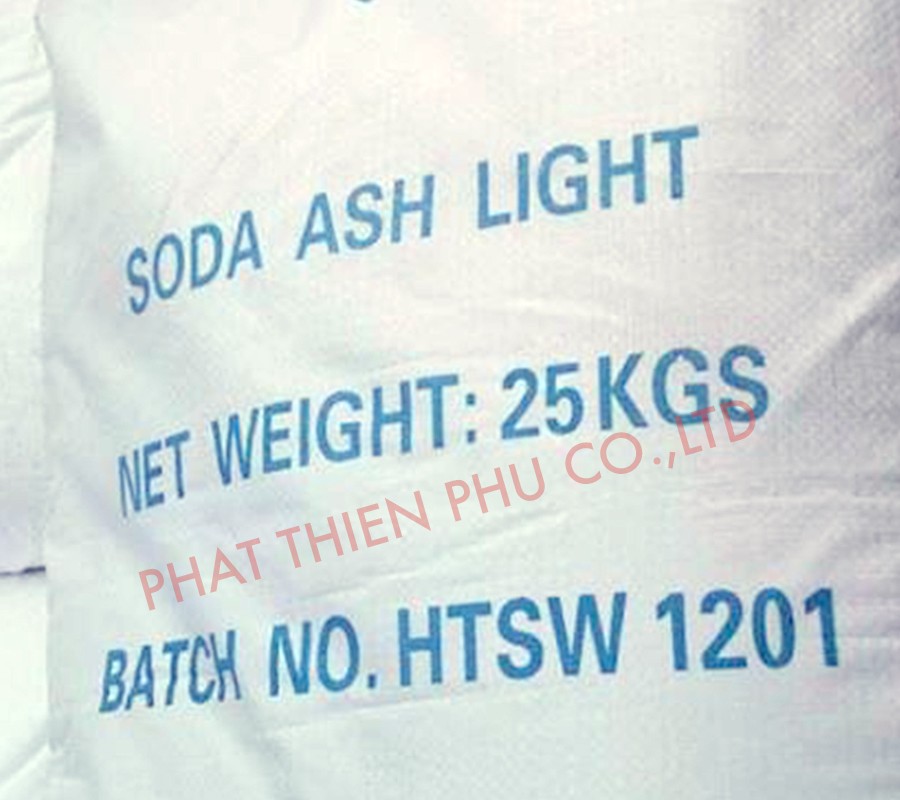 SODA ASH LIGHT
NET WEIGHT: 25KGS
PHAT THIEN PHU CO.,LTD
BATCH NO. HTSW 1201